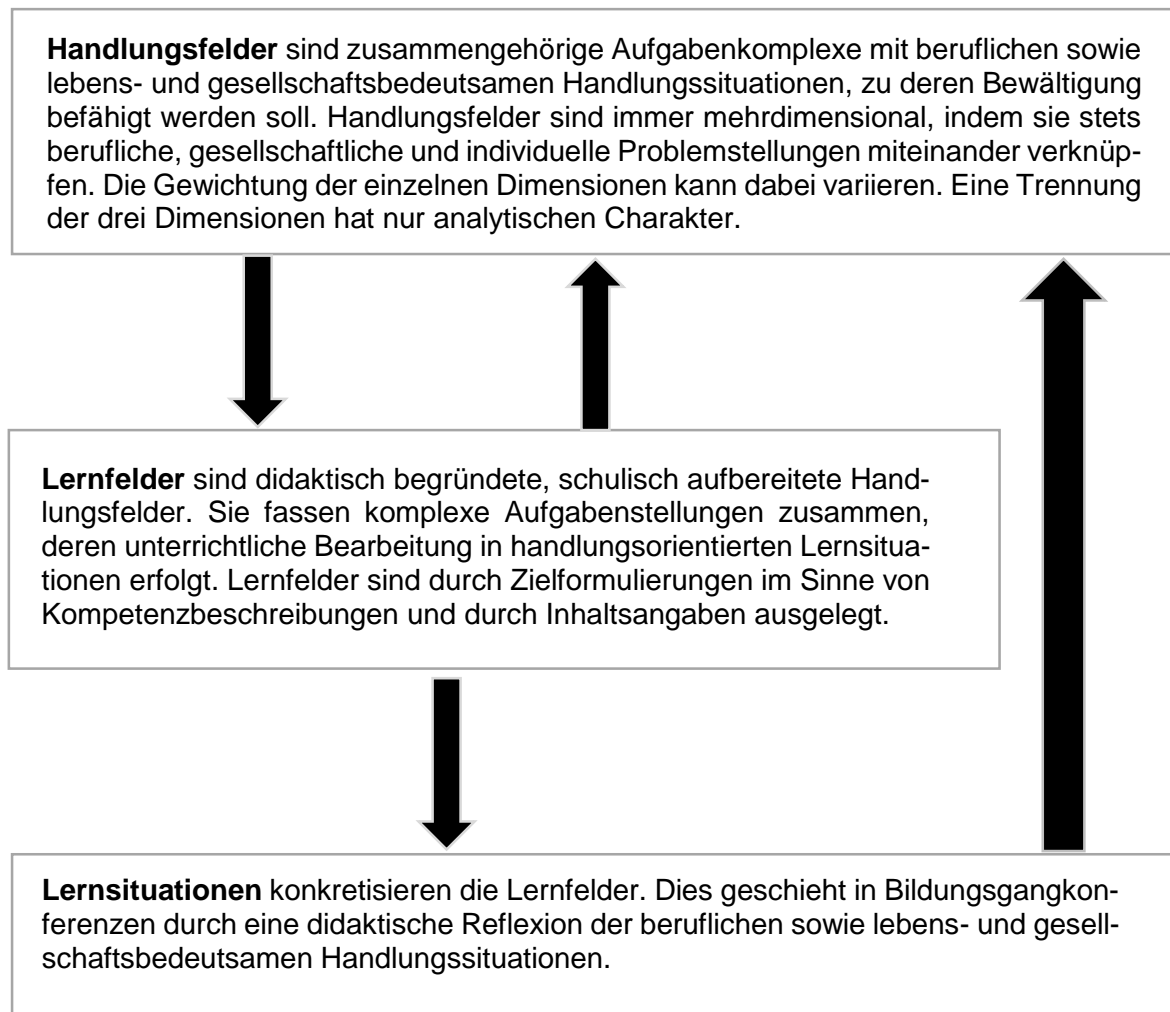 Handlungsfelder sind zusammengehörige Aufgabenkomplexe mit beruflichen sowie
lebens- und gesellschaftsbedeutsamen Handlungssituationen, zu deren Bewältigung
befähigt werden soll. Handlungsfelder sind immer mehrdimensional, indem sie stets
berufliche, gesellschaftliche und individuelle Problemstellungen miteinander verknüp-
fen. Die Gewichtung der einzelnen Dimensionen kann dabei variieren. Eine Trennung
der drei Dimensionen hat nur analytischen Charakter.
Lernfelder sind didaktisch begründete, schulisch aufbereitete Hand-
lungsfelder. Sie fassen komplexe Aufgabenstellungen zusammen,
deren unterrichtliche Bearbeitung in handlungsorientierten Lernsitua-
tionen erfolgt. Lernfelder sind durch Zielformulierungen im Sinne von
Kompetenzbeschreibungen und durch Inhaltsangaben ausgelegt.
Lernsituationen konkretisieren die Lernfelder. Dies geschieht in Bildungsgangkon-
ferenzen durch eine didaktische Reflexion der beruflichen sowie lebens- und gesell-
schaftsbedeutsamen Handlungssituationen.